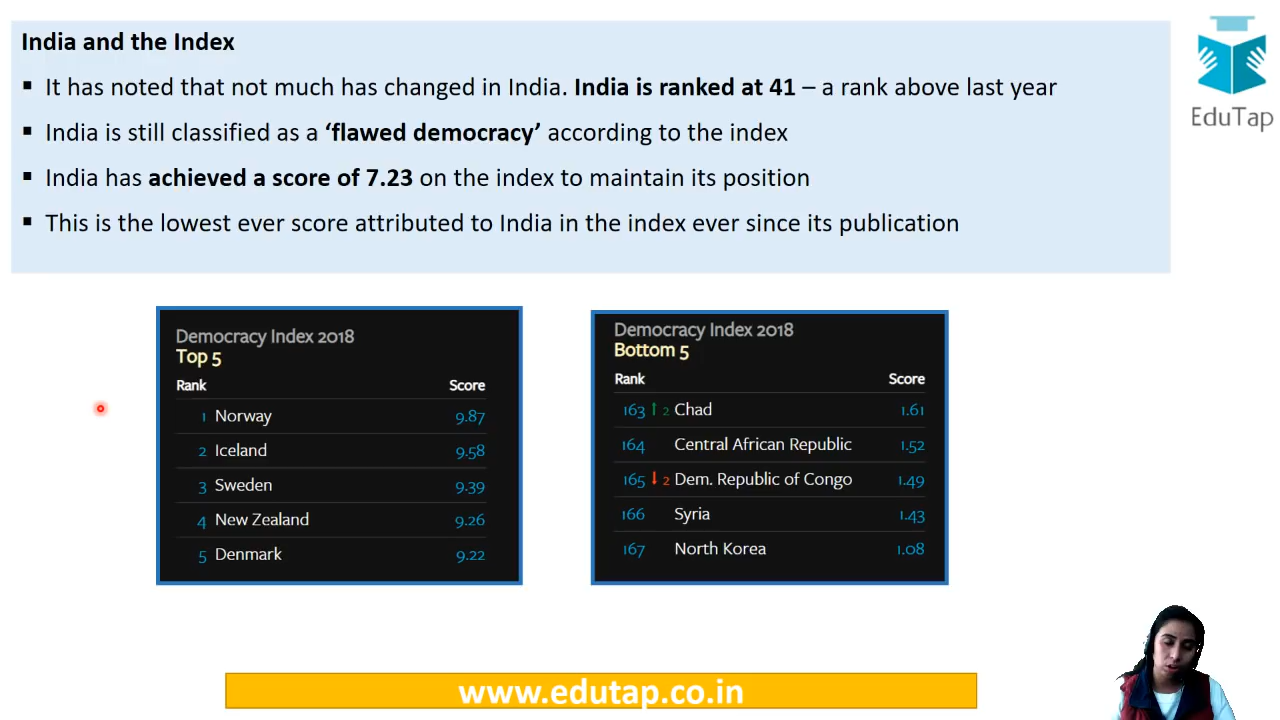 India and the Index
▪ It has noted that not much has changed in India. India is ranked at 41 – a rank above last year
▪ India is still classified as a ‘flawed democracy’ according to the index
▪ India has achieved a score of 7.23 on the index to maintain its position
▪ This is the lowest ever score attributed to India in the index ever since its publication
EduTap
Democracy Index 2018
Top 5
Rank Score
1 Norway 9.87
2 Iceland 9.58
3 Sweden 9.39
4 New Zealand 9.26
5 Denmark 9.22
Democracy Index 2018
Bottom 5
Rank Score
163 ↑ 2 Chad 1.61
164 Central African Republic 1.52
165 ↓ 2 Dem. Republic of Congo 1.49
166 Syria 1.43
167 North Korea 1.08
www.edutap.co.in